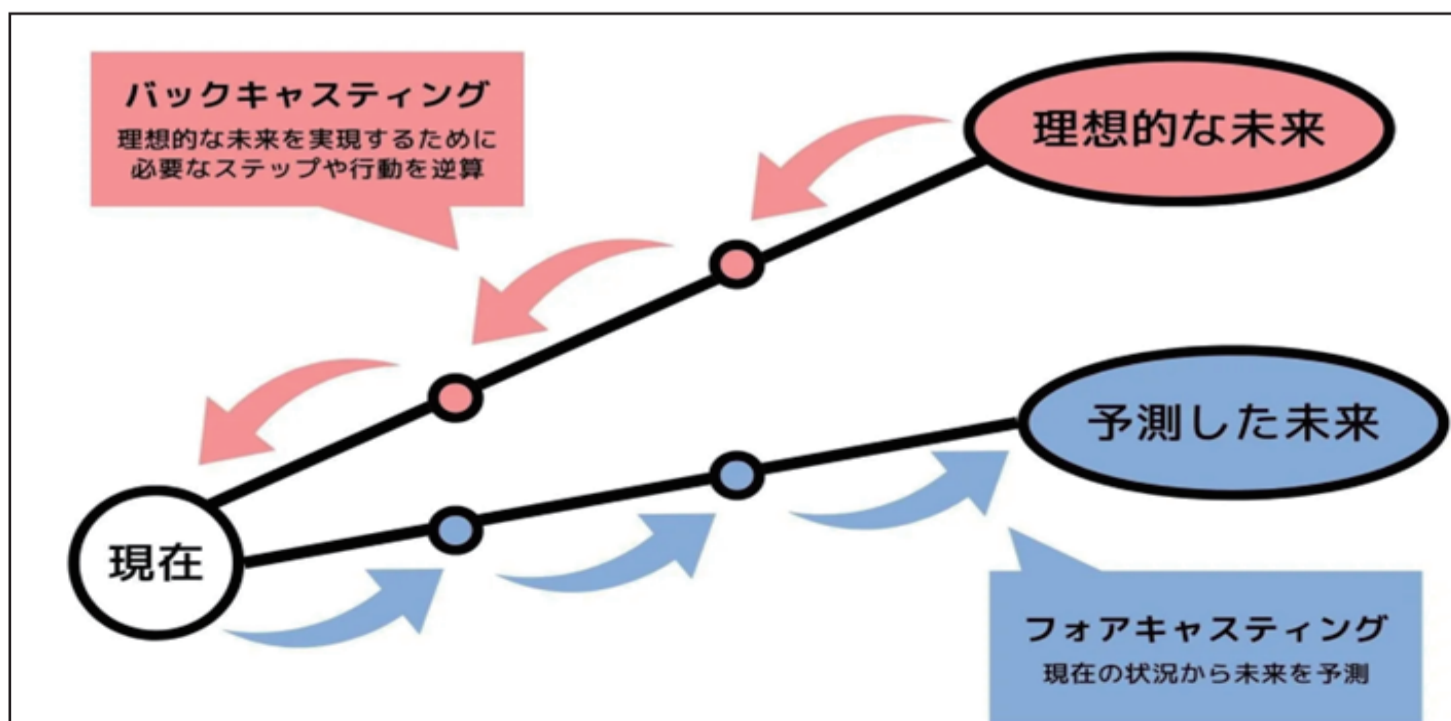 バックキャスティング
理想的な未来を実現するために
必要なステップや行動を逆算
理想的な未来
予測した未来
現在
フォアキャスティング
現在の状況から未来を予測